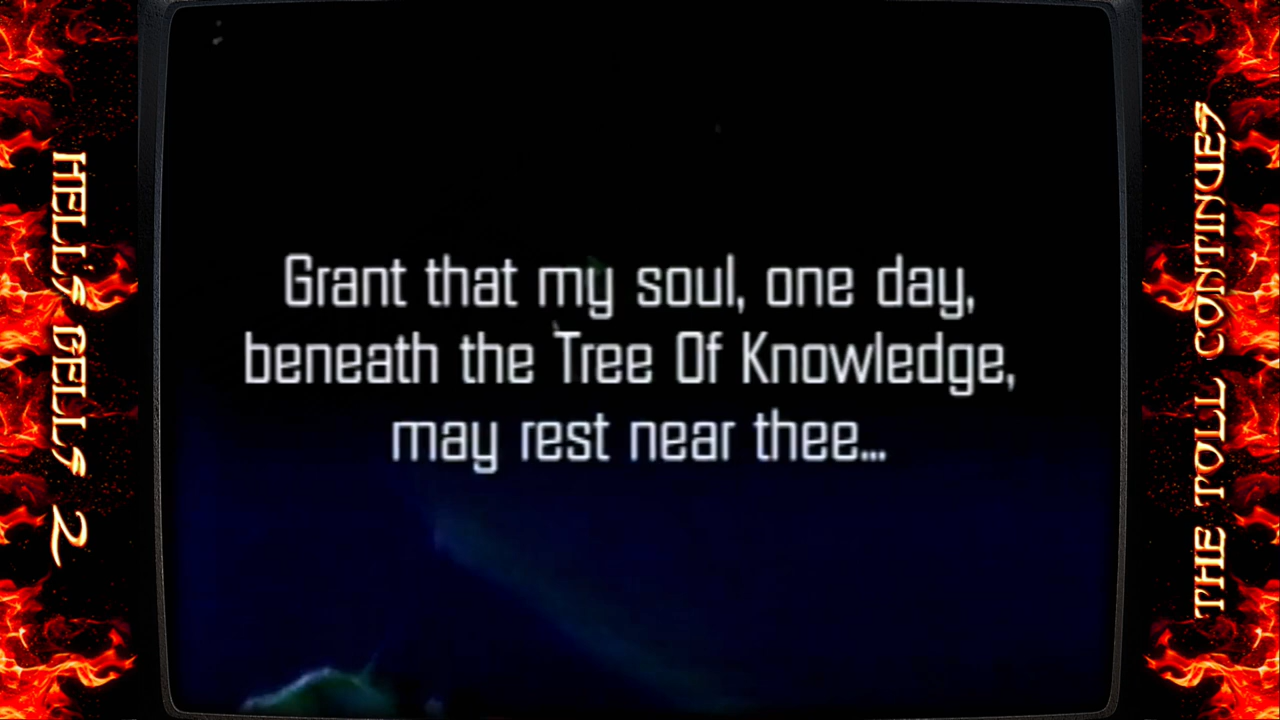 HELL'S BELLS 2
Grant that my soul, one day,
beneath the Tree Of Knowledge,
may rest near thee...
THE TOLL CONTINUES